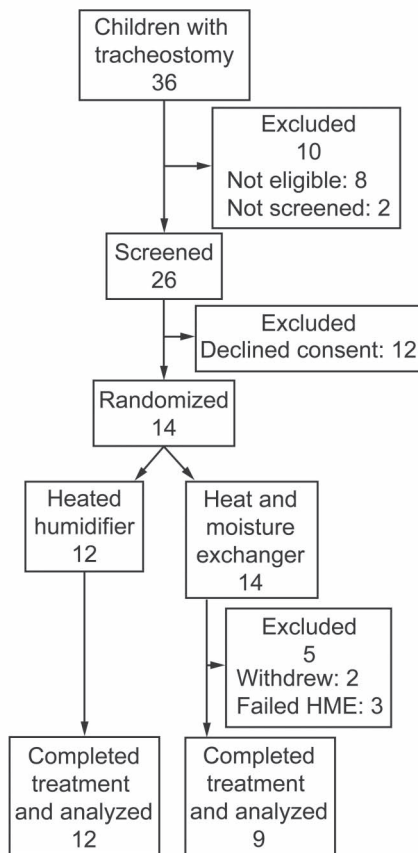 Children with
tracheostomy
36
Excluded
10
Not eligible: 8
Not screened: 2
Screened
26
Excluded
Declined consent: 12
Randomized
14
Heated
humidifier
12
Heat and
moisture
exchanger
14
Excluded
5
Withdrew: 2
Failed HME: 3
Completed
treatment
and analyzed
12
Completed
treatment
and analyzed
9